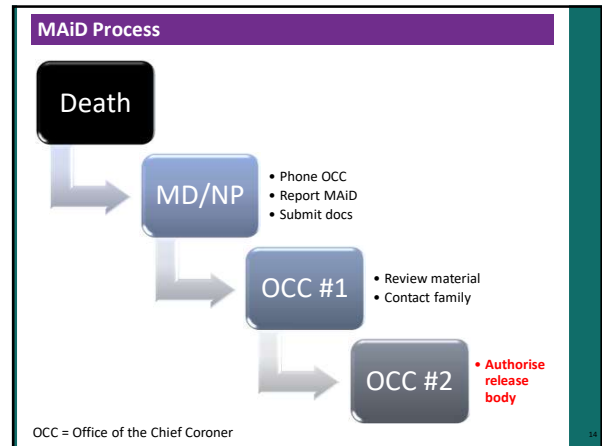 MAiD Process
Death
MD/NP
• Phone OCC
• Report MAiD
• Submit docs
OCC #1
• Review material
• Contact family
OCC #2
• Authorise
release
body
OCC = Office of the Chief Coroner
14